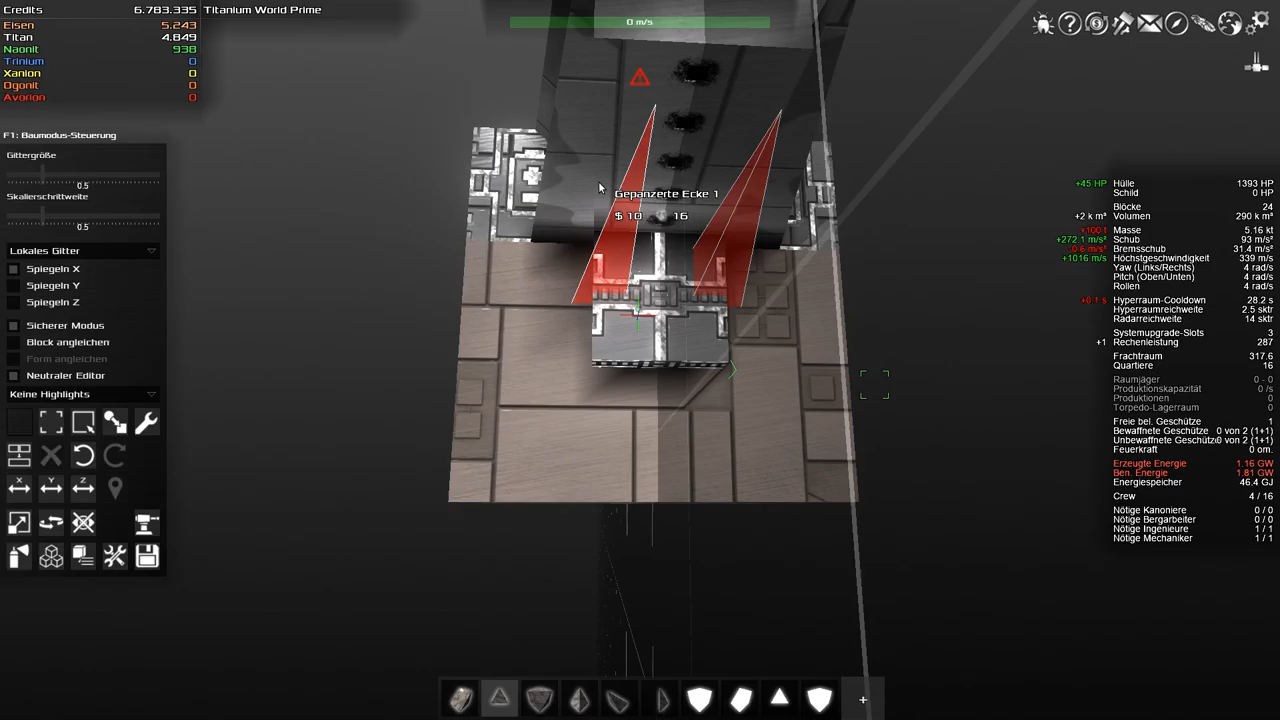 Credits 6.783.335 Titanium World Prime
Eisen 5.243
Titan 4.849
Naonit 938
Trinium 0
Xanion 0
Ogonit 0
Avorion 0
0 m/s
F1: Baumodus-Steuerung
Gittergröße
0.5
Skalierschrittweite
0.5
Lokales Gitter
Spiegeln X
Spiegeln Y
Spiegeln Z
Sicherer Modus
Block angleichen
Form angleichen
Neutraler Editor
Keine Highlights
X Y Z
Gepanzerte Ecke 1
$ 10 16
+45 HP Hülle 1393 HP
Schild 0 HP
Blöcke 24
+2 k m³ Volumen 290 k m³
+100 t Masse 5.16 kt
+272.1 m/s² Schub 93 m/s²
-0.6 m/s² Bremsschub 31.4 m/s²
+1016 m/s Höchstgeschwindigkeit 339 m/s
Yaw (Links/Rechts) 4 rad/s
Pitch (Oben/Unten) 4 rad/s
Rollen 4 rad/s
+0.1 s Hyperraum-Cooldown 28.2 s
Hyperraumreichweite 2.5 sktr
Radarreichweite 14 sktr
Systemupgrade-Slots 3
+1 Rechenleistung 287
Frachtraum 317.6
Quartiere 16
Raumjäger 0 - 0
Produktionskapazität 0 /s
Produktionen 0
Torpedo-Lagerraum 0
Freie bel. Geschütze 1
Bewaffnete Geschütze 0 von 2 (1+1)
Unbewaffnete Geschütze 0 von 2 (1+1)
Feuerkraft 0 om.
Erzeugte Energie 1.16 GW
Ben. Energie 1.81 GW
Energiespeicher 46.4 GJ
Crew 4 / 16
Nötige Kanoniere 0 / 0
Nötige Bergarbeiter 0 / 0
Nötige Ingenieure 1 / 1
Nötige Mechaniker 1 / 1